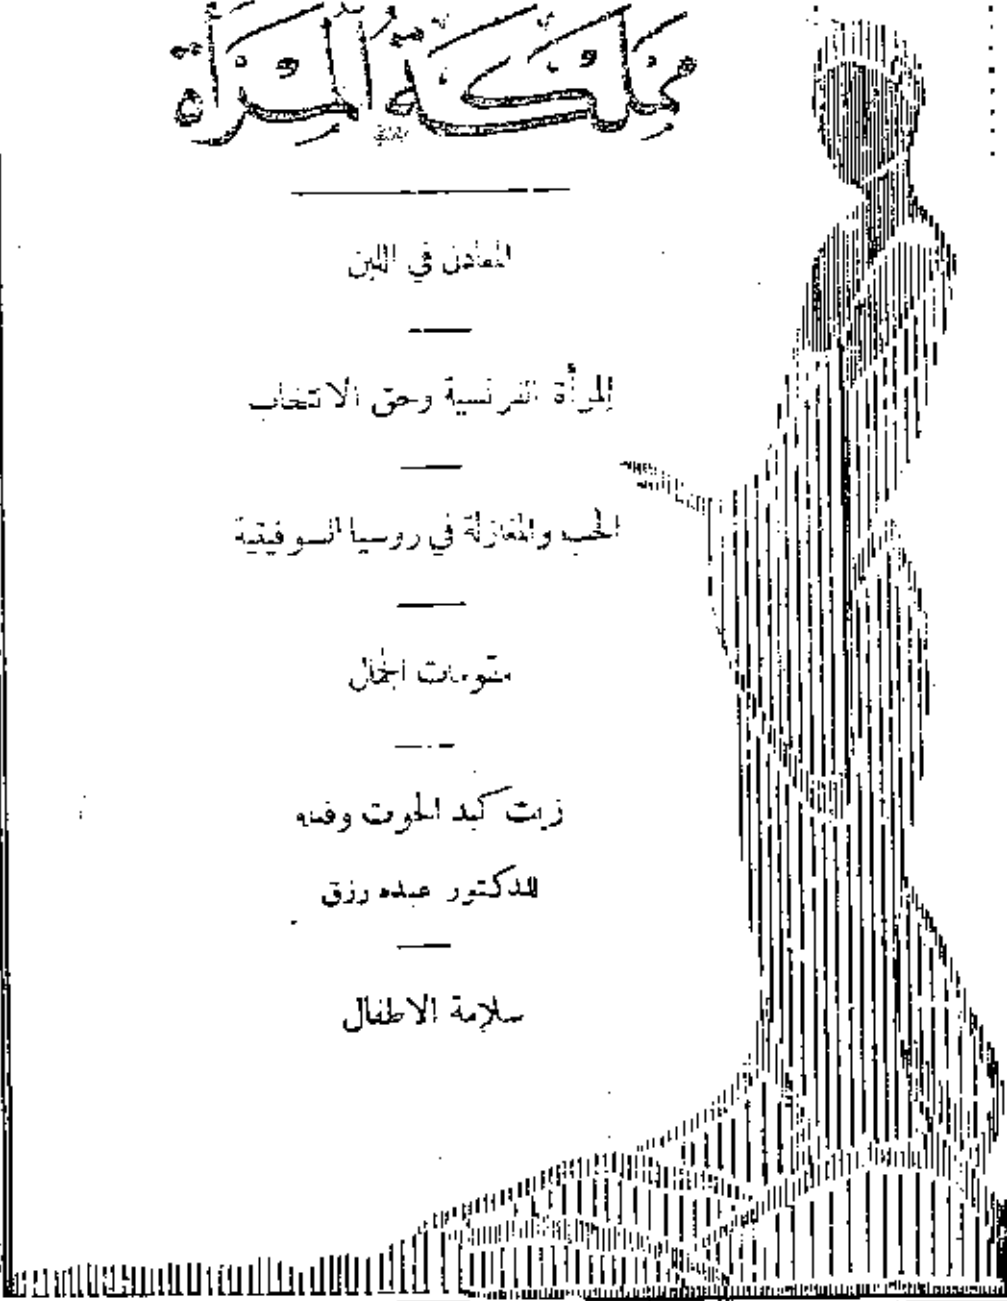 مملكة المرأة
المعادن في اللبن
المرأة الفرنسية وحق الانتخاب
الحب والمغازلة في روسيا السوفيتية
مقومات الجمال
زيت كبد الحوت
للدكتور عبده رزق
سلامة الاطفال